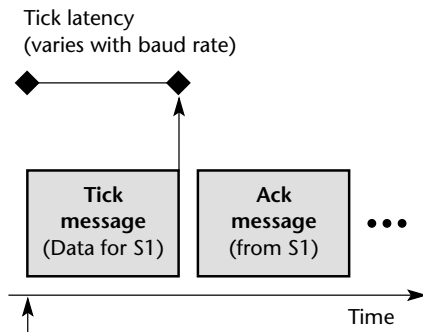 Tick latency
(varies with baud rate)
Tick
message
(Data for S1)
Ack
message
(from S1)
Time